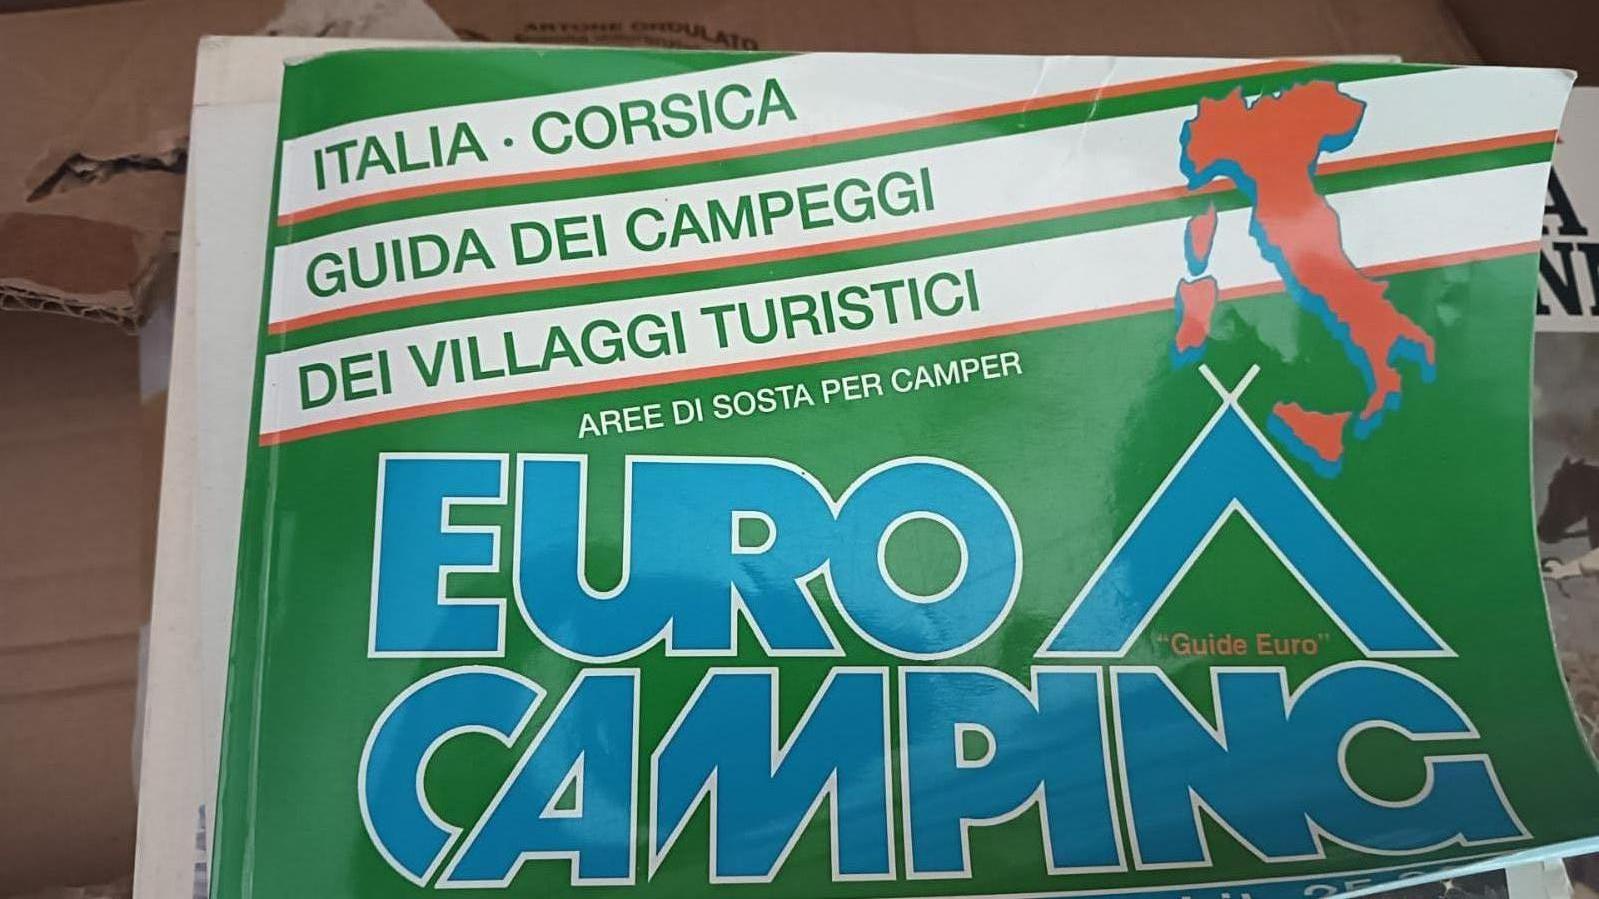 ITALIA · CORSICA
GUIDA DEI CAMPEGGI
DEI VILLAGGI TURISTICI
AREE DI SOSTA PER CAMPER
EURO
"Guide Euro"
CAMPING